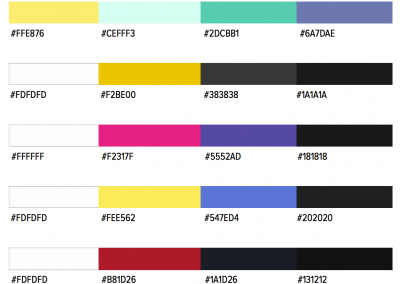 #FFE876 #CEFFF3 #2DCBB1 #6A7DAE
#FDFDFD #F2BE00 #383838 #1A1A1A
#FFFFFF #F2317F #5552AD #181818
#FDFDFD #FEE562 #547ED4 #202020
#FDFDFD #B81D26 #1A1D26 #131212